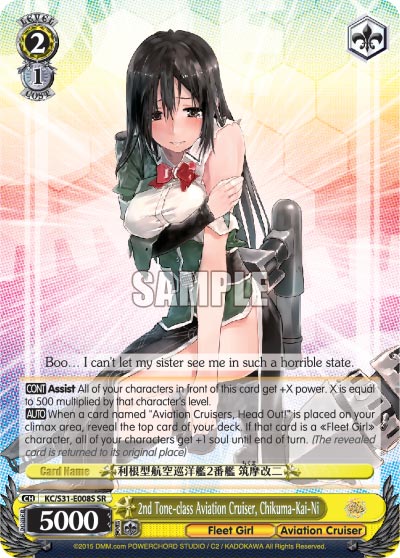 LEVEL
2
1
COST
SAMPLE
Boo… I can't let my sister see me in such a horrible state.
CONT Assist All of your characters in front of this card get +X power. X is equal
to 500 multiplied by that character's level.
AUTO When a card named "Aviation Cruisers, Head Out!" is placed on your
climax area, reveal the top card of your deck. If that card is a «Fleet Girl»
character, all of your characters get +1 soul until end of turn. (The revealed
card is returned to its original place)
Card Name
利根型航空巡洋艦2番艦 筑摩改二
ちくま
CH
KC/S31-E008S SR
5000
2nd Tone-class Aviation Cruiser, Chikuma-Kai-Ni
Fleet Girl
Aviation Cruiser
©2015 DMM.com POWERCHORD STUDIO / C2 / KADOKAWA All Rights Reserved.